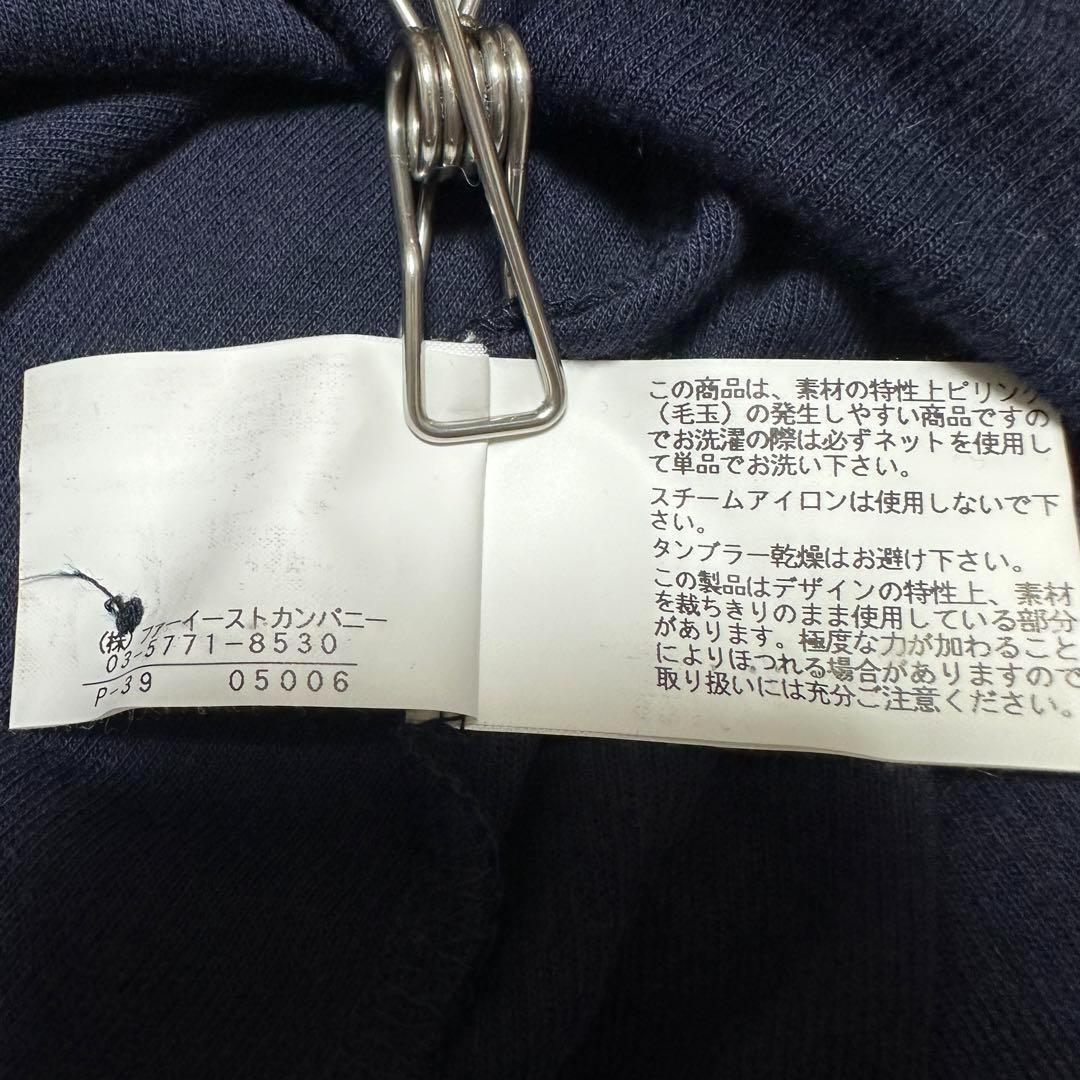 (株)ファーイーストカンパニー
03-5771-8530
P-39 05006
この商品は、素材の特性上ピリング
(毛玉)の発生しやすい商品ですの
でお洗濯の際は必ずネットを使用し
て単品でお洗い下さい。
スチームアイロンは使用しないで下
さい。
タンブラー乾燥はお避け下さい。
この製品はデザインの特性上、素材
を裁ちきりのまま使用している部分
があります。極度な力が加わること
によりほつれる場合がありますので
取り扱いには充分ご注意ください。